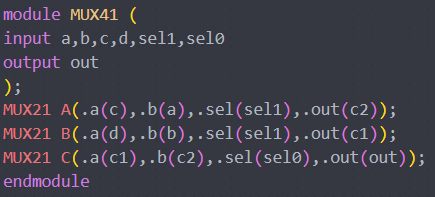 module MUX41 (
input a,b,c,d,sel1,sel0
output out
);
MUX21 A(.a(c),.b(a),.sel(sel1),.out(c2));
MUX21 B(.a(d),.b(b),.sel(sel1),.out(c1));
MUX21 C(.a(c1),.b(c2),.sel(sel0),.out(out));
endmodule